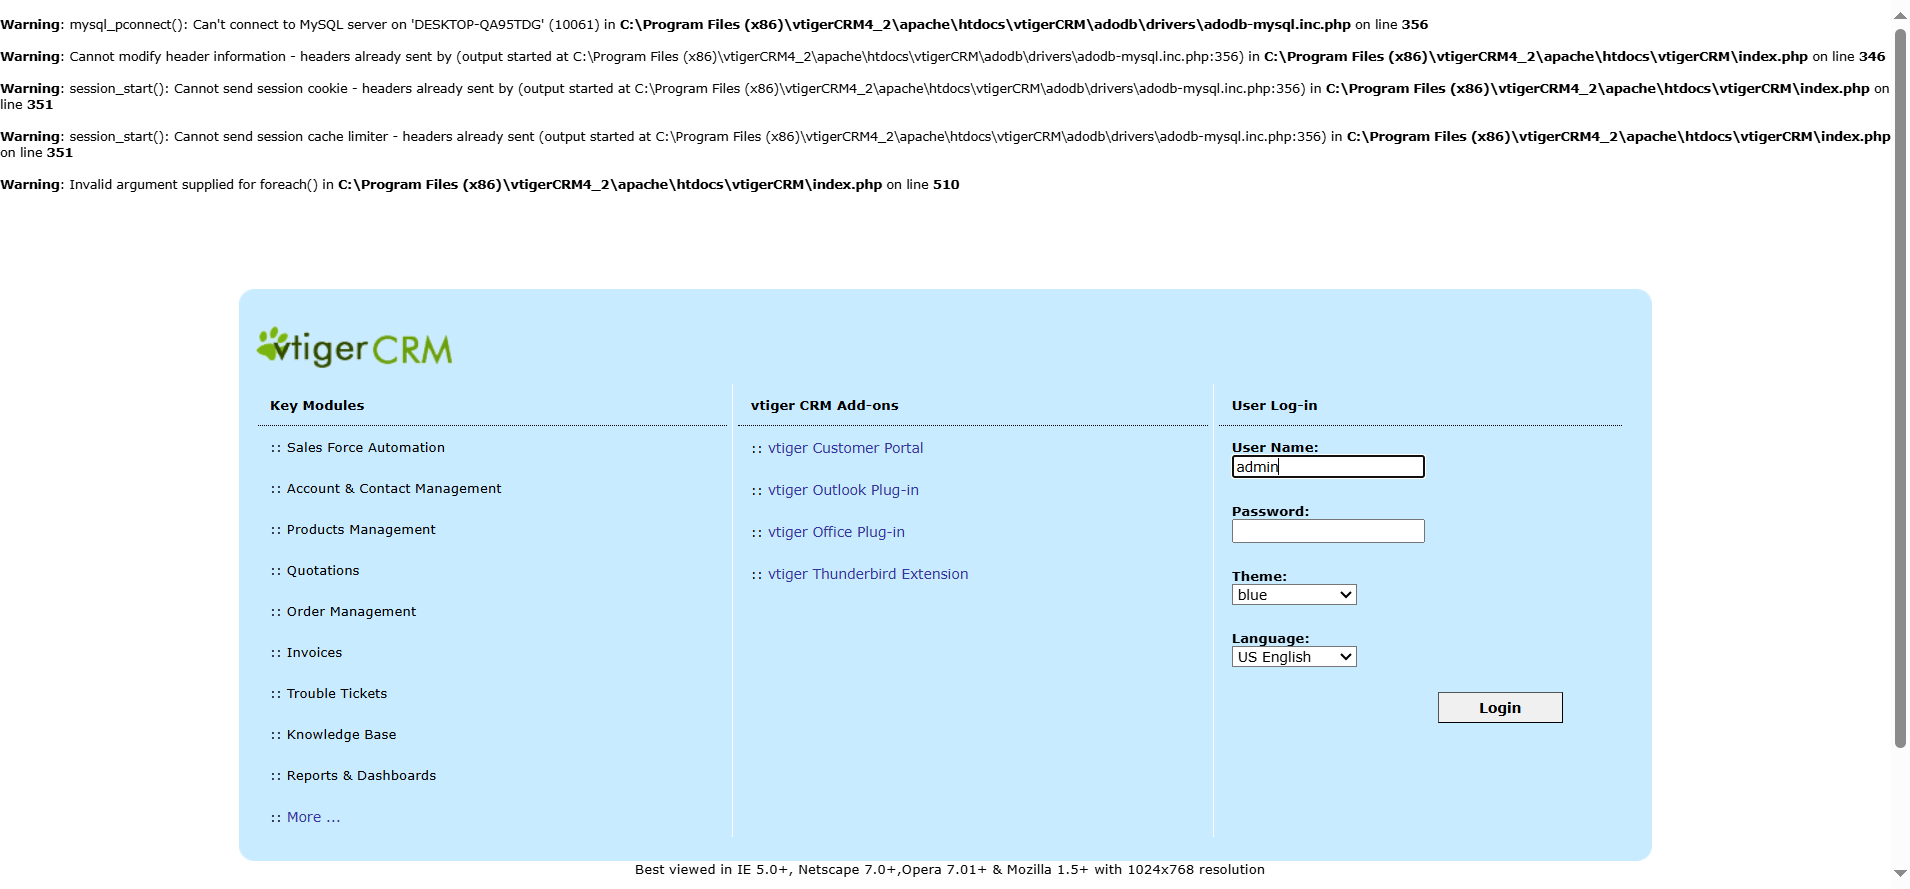 Warning: mysql_pconnect(): Can't connect to MySQL server on 'DESKTOP-QA95TDG' (10061) in C:\Program Files (x86)\vtigerCRM4_2\apache\htdocs\vtigerCRM\adodb\drivers\adodb-mysql.inc.php on line 356
Warning: Cannot modify header information - headers already sent by (output started at C:\Program Files (x86)\vtigerCRM4_2\apache\htdocs\vtigerCRM\adodb\drivers\adodb-mysql.inc.php:356) in C:\Program Files (x86)\vtigerCRM4_2\apache\htdocs\vtigerCRM\index.php on line 346
Warning: session_start(): Cannot send session cookie - headers already sent by (output started at C:\Program Files (x86)\vtigerCRM4_2\apache\htdocs\vtigerCRM\adodb\drivers\adodb-mysql.inc.php:356) in C:\Program Files (x86)\vtigerCRM4_2\apache\htdocs\vtigerCRM\index.php on
line 351
Warning: session_start(): Cannot send session cache limiter - headers already sent (output started at C:\Program Files (x86)\vtigerCRM4_2\apache\htdocs\vtigerCRM\adodb\drivers\adodb-mysql.inc.php:356) in C:\Program Files (x86)\vtigerCRM4_2\apache\htdocs\vtigerCRM\index.php
on line 351
Warning: Invalid argument supplied for foreach() in C:\Program Files (x86)\vtigerCRM4_2\apache\htdocs\vtigerCRM\index.php on line 510
vtiger CRM
Key Modules
:: Sales Force Automation
:: Account & Contact Management
:: Products Management
:: Quotations
:: Order Management
:: Invoices
:: Trouble Tickets
:: Knowledge Base
:: Reports & Dashboards
:: More ...
vtiger CRM Add-ons
:: vtiger Customer Portal
:: vtiger Outlook Plug-in
:: vtiger Office Plug-in
:: vtiger Thunderbird Extension
User Log-in
User Name:
admin
Password:
Theme:
blue
Language:
US English
Login
Best viewed in IE 5.0+, Netscape 7.0+,Opera 7.01+ & Mozilla 1.5+ with 1024x768 resolution